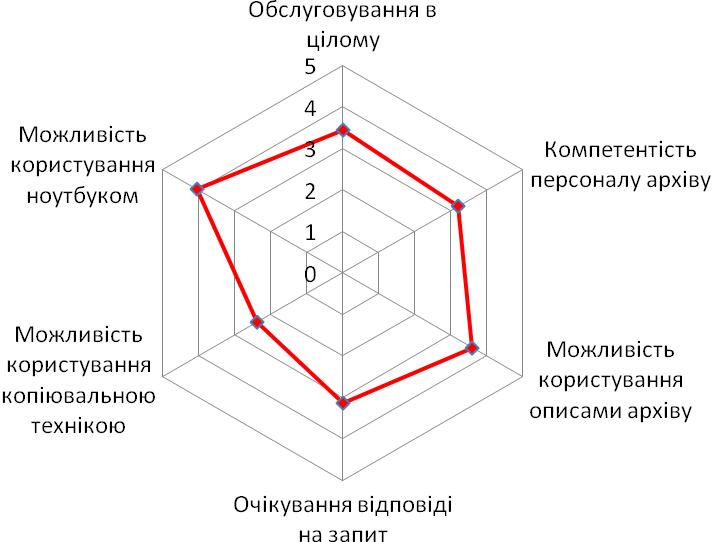 Обслуговування в
цілому
5
4
3
2
1
0
Компетентість
персоналу архіву
Можливість
користування
описами архіву
Очікування відповіді
на запит
Можливість
користування
копіювальною
технікою
Можливість
користування
ноутбуком